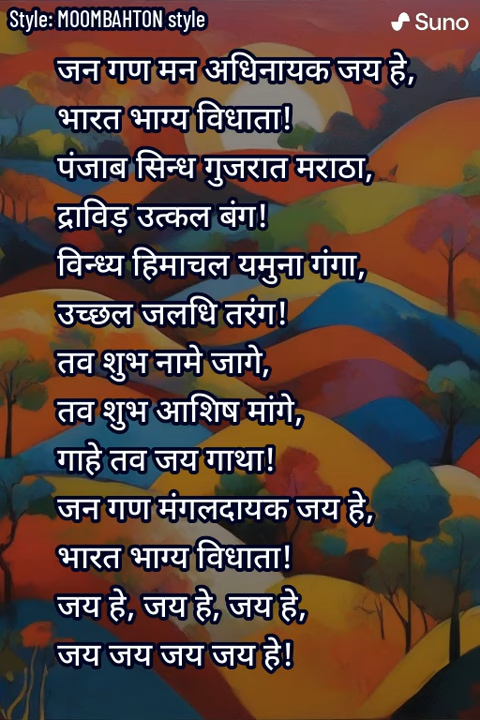 Style: MOOMBAHTON style
Suno
जन गण मन अधिनायक जय हे,
भारत भाग्य विधाता!
पंजाब सिन्ध गुजरात मराठा,
द्राविड़ उत्कल बंग!
विन्ध्य हिमाचल यमुना गंगा,
उच्छल जलधि तरंग!
तव शुभ नामे जागे,
तव शुभ आशिष मांगे,
गाहे तव जय गाथा!
जन गण मंगलदायक जय हे,
भारत भाग्य विधाता!
जय हे, जय हे, जय हे,
जय जय जय जय हे!